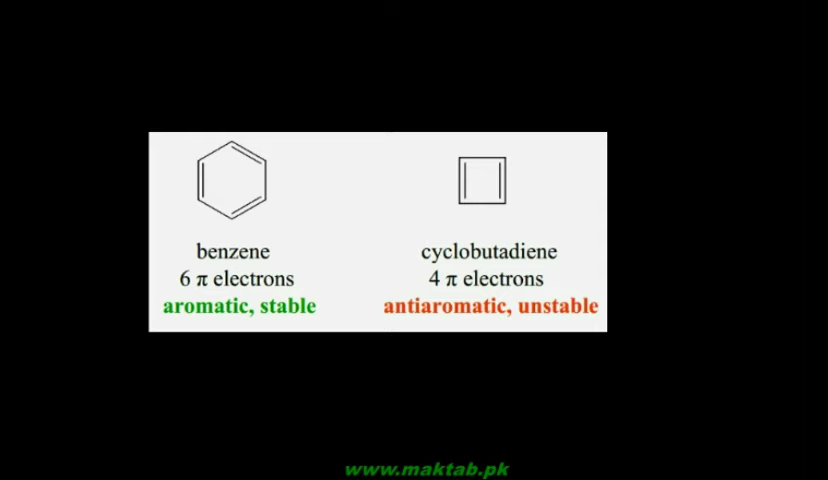 benzene
6 π electrons
aromatic, stable
cyclobutadiene
4 π electrons
antiaromatic, unstable
www.maktab.pk